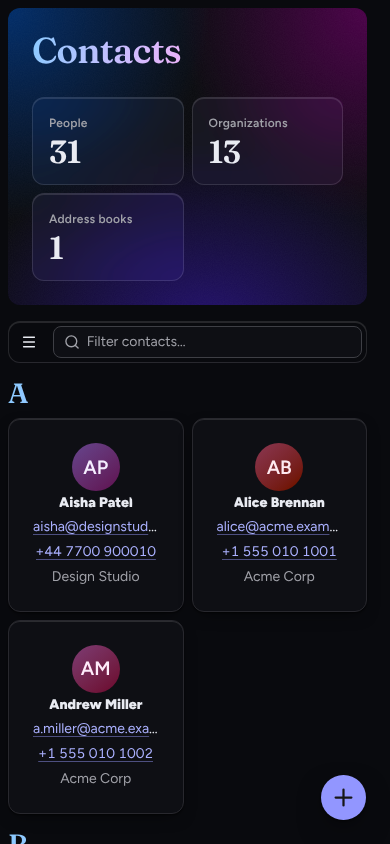 Contacts
People
31
Organizations
13
Address books
1
Filter contacts...
A
AP
Aisha Patel
aisha@designstud...
+44 7700 900010
Design Studio
AB
Alice Brennan
alice@acme.exam...
+1 555 010 1001
Acme Corp
AM
Andrew Miller
a.miller@acme.exa...
+1 555 010 1002
Acme Corp